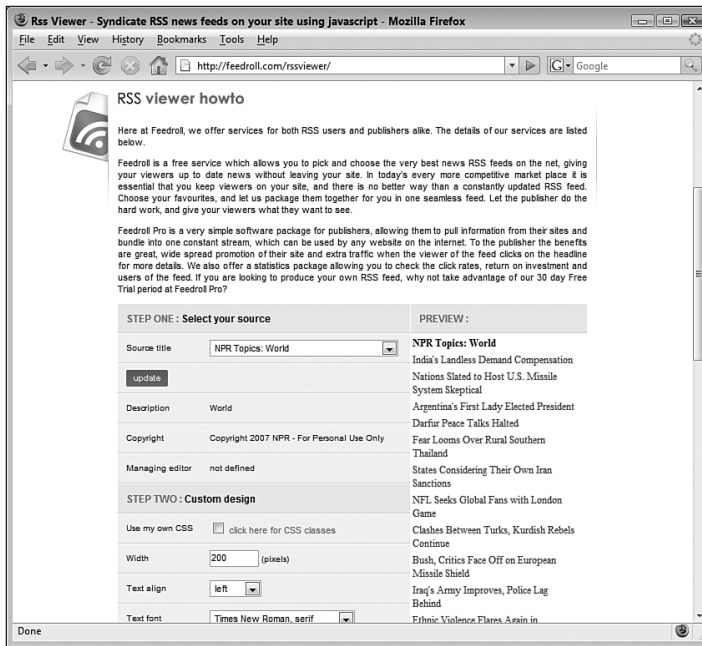 Rss Viewer - Syndicate RSS news feeds on your site using javascript - Mozilla Firefox
File Edit View History Bookmarks Tools Help
http://feedroll.com/rssviewer/
G Google
RSS viewer howto
Here at Feedroll, we offer services for both RSS users and publishers alike. The details of our services are listed
below.
Feedroll is a free service which allows you to pick and choose the very best news RSS feeds on the net, giving
your viewers up to date news without leaving your site. In today's every more competitive market place it is
essential that you keep viewers on your site, and there is no better way than a constantly updated RSS feed.
Choose your favourites, and let us package them together for you in one seamless feed. Let the publisher do the
hard work, and give your viewers what they want to see.
Feedroll Pro is a very simple software package for publishers, allowing them to pull information from their sites and
bundle into one constant stream, which can be used by any website on the internet. To the publisher the benefits
are great, wide spread promotion of their site and extra traffic when the viewer of the feed clicks on the headline
for more details. We also offer a statistics package allowing you to check the click rates, return on investment and
users of the feed. If you are looking to produce your own RSS feed, why not take advantage of our 30 day Free
Trial period at Feedroll Pro?
STEP ONE : Select your source
Source title NPR Topics: World
update
Description World
Copyright Copyright 2007 NPR - For Personal Use Only
Managing editor not defined
STEP TWO : Custom design
Use my own CSS click here for CSS classes
Width 200 (pixels)
Text align left
Text font Times New Roman, serif
PREVIEW :
NPR Topics: World
India's Landless Demand Compensation
Nations Slated to Host U.S. Missile
System Skeptical
Argentina's First Lady Elected President
Darfur Peace Talks Halted
Fear Looms Over Rural Southern
Thailand
States Considering Their Own Iran
Sanctions
NFL Seeks Global Fans with London
Game
Clashes Between Turks, Kurdish Rebels
Continue
Bush, Critics Face Off on European
Missile Shield
Iraq's Army Improves, Police Lag
Behind
Ethnic Violence Flares Again in
Done